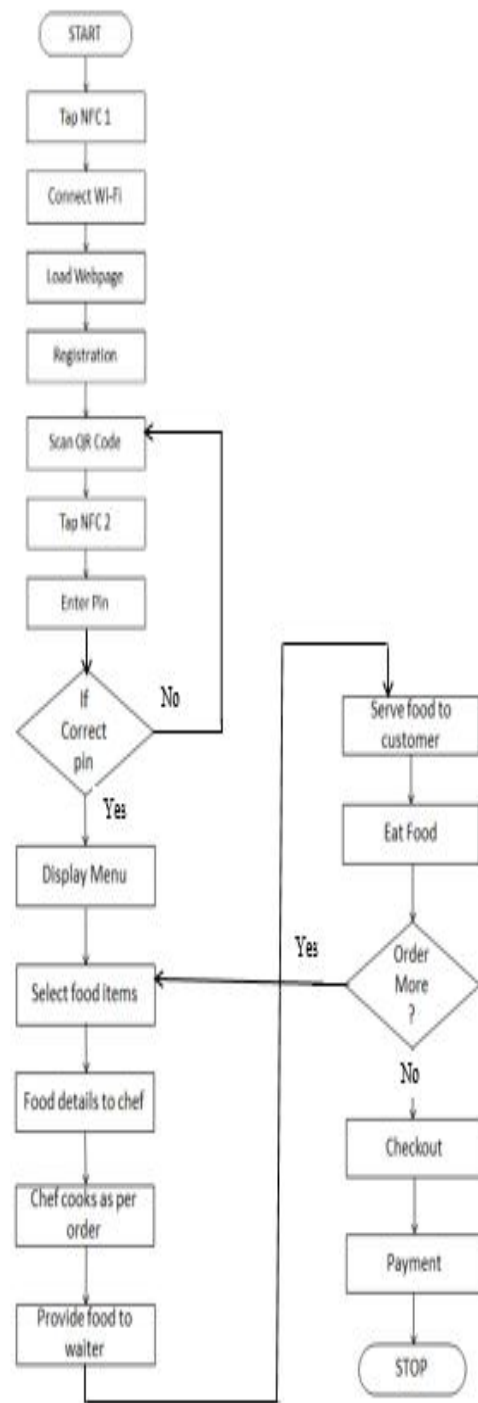 START
Tap NFC 1
Connect Wi-Fi
Load Webpage
Registration
Scan QR Code
Tap NFC 2
Enter Pin
If
Correct
pin
No
Yes
Display Menu
Select food items
Food details to chef
Chef cooks as per
order
Provide food to
waiter
Serve food to
customer
Eat Food
Order
More
?
Yes
No
Checkout
Payment
STOP